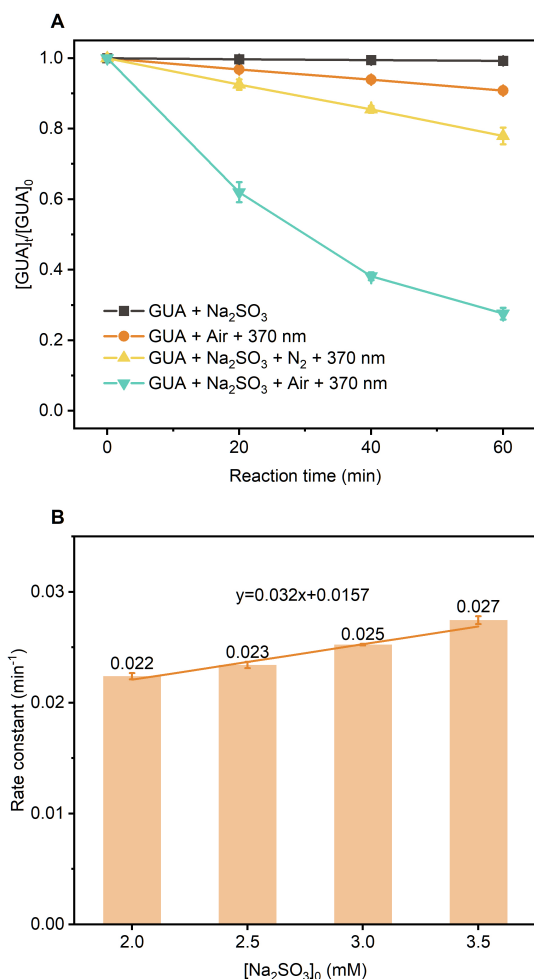 A
[GUA]t/[GUA]0
1.0
0.8
0.6
0.4
0.2
0.0
GUA + Na2SO3
GUA + Air + 370 nm
GUA + Na2SO3 + N2 + 370 nm
GUA + Na2SO3 + Air + 370 nm
0 20 40 60
Reaction time (min)
B
Rate constant (min-1)
0.03
0.02
0.01
0.00
y=0.032x+0.0157
0.022 0.023 0.025 0.027
2.0 2.5 3.0 3.5
[Na2SO3]0 (mM)